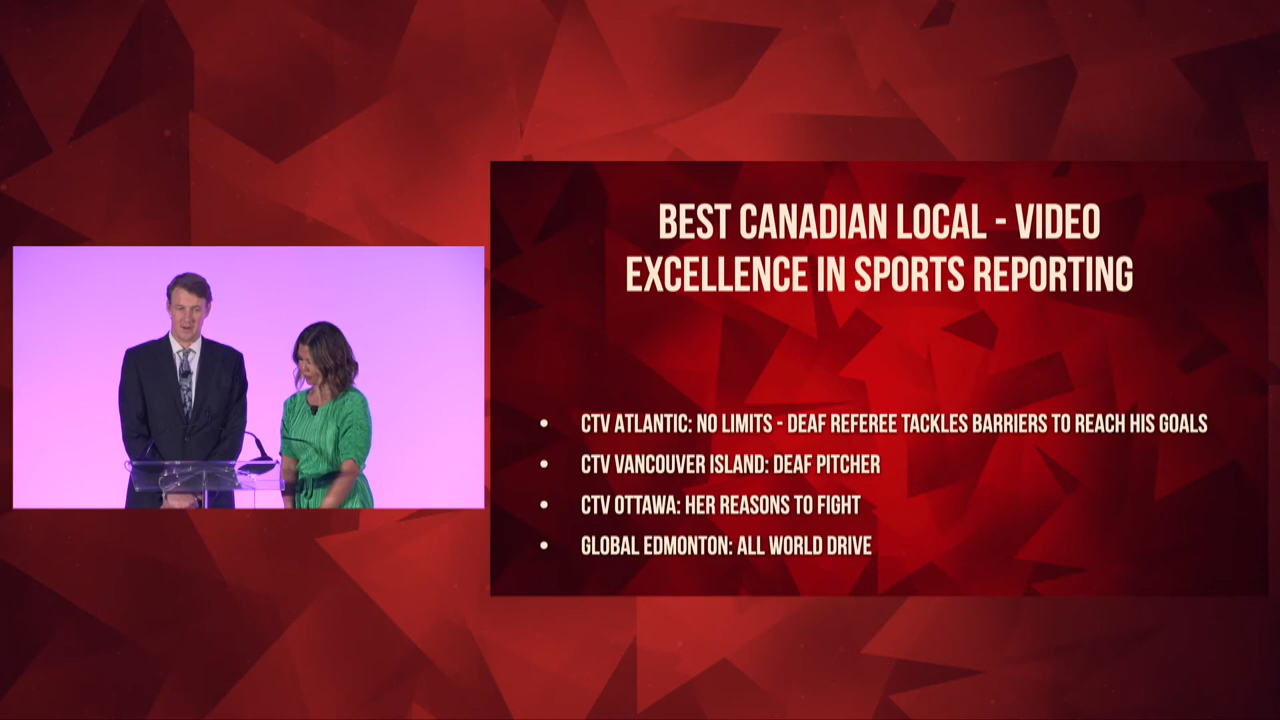 BEST CANADIAN LOCAL - VIDEO
EXCELLENCE IN SPORTS REPORTING
• CTV ATLANTIC: NO LIMITS - DEAF REFEREE TACKLES BARRIERS TO REACH HIS GOALS
• CTV VANCOUVER ISLAND: DEAF PITCHER
• CTV OTTAWA: HER REASONS TO FIGHT
• GLOBAL EDMONTON: ALL WORLD DRIVE